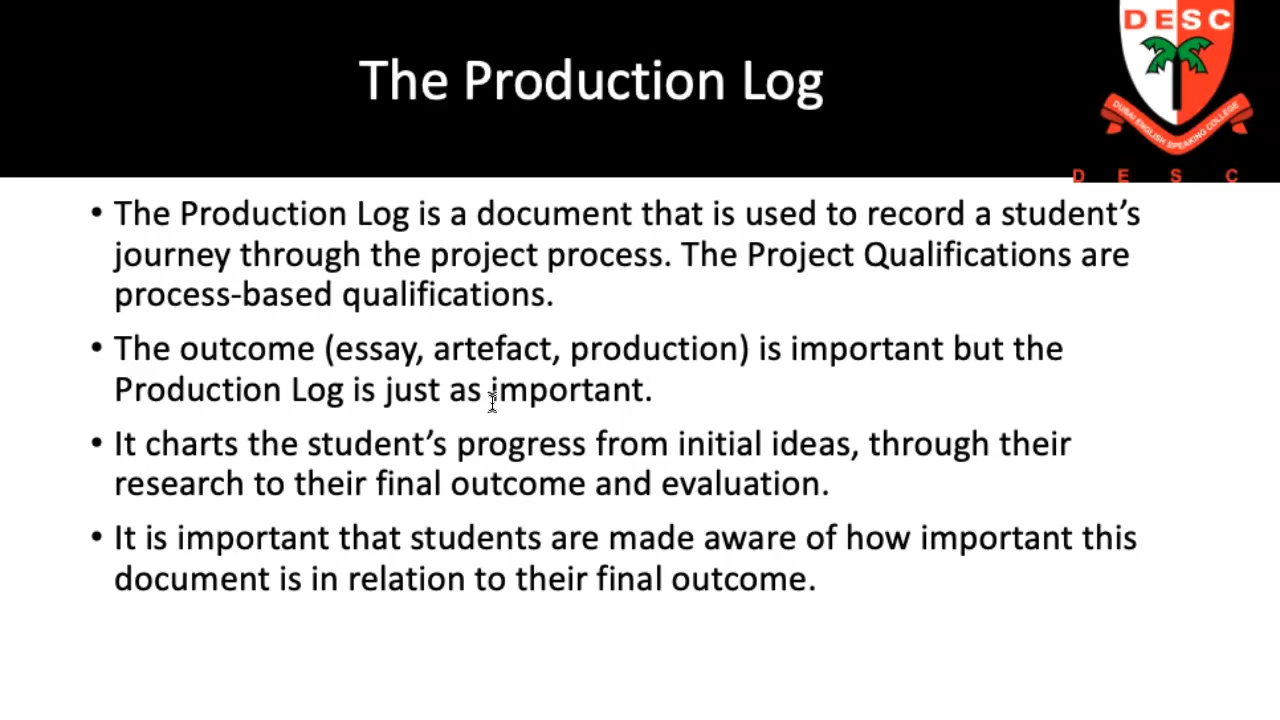 The Production Log
DESC
DUBAI ENGLISH SPEAKING COLLEGE
D E S C
• The Production Log is a document that is used to record a student’s
journey through the project process. The Project Qualifications are
process-based qualifications.
• The outcome (essay, artefact, production) is important but the
Production Log is just as important.
• It charts the student’s progress from initial ideas, through their
research to their final outcome and evaluation.
• It is important that students are made aware of how important this
document is in relation to their final outcome.